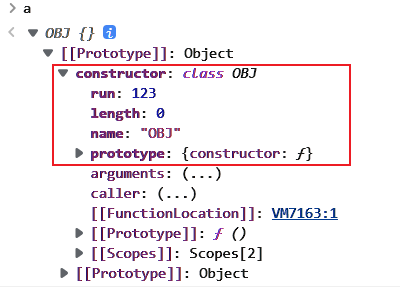 > a
OBJ {} i
[[Prototype]]: Object
constructor: class OBJ
run: 123
length: 0
name: "OBJ"
prototype: {constructor: ƒ}
arguments: (...)
caller: (...)
[[FunctionLocation]]: VM7163:1
[[Prototype]]: ƒ ()
[[Scopes]]: Scopes[2]
[[Prototype]]: Object